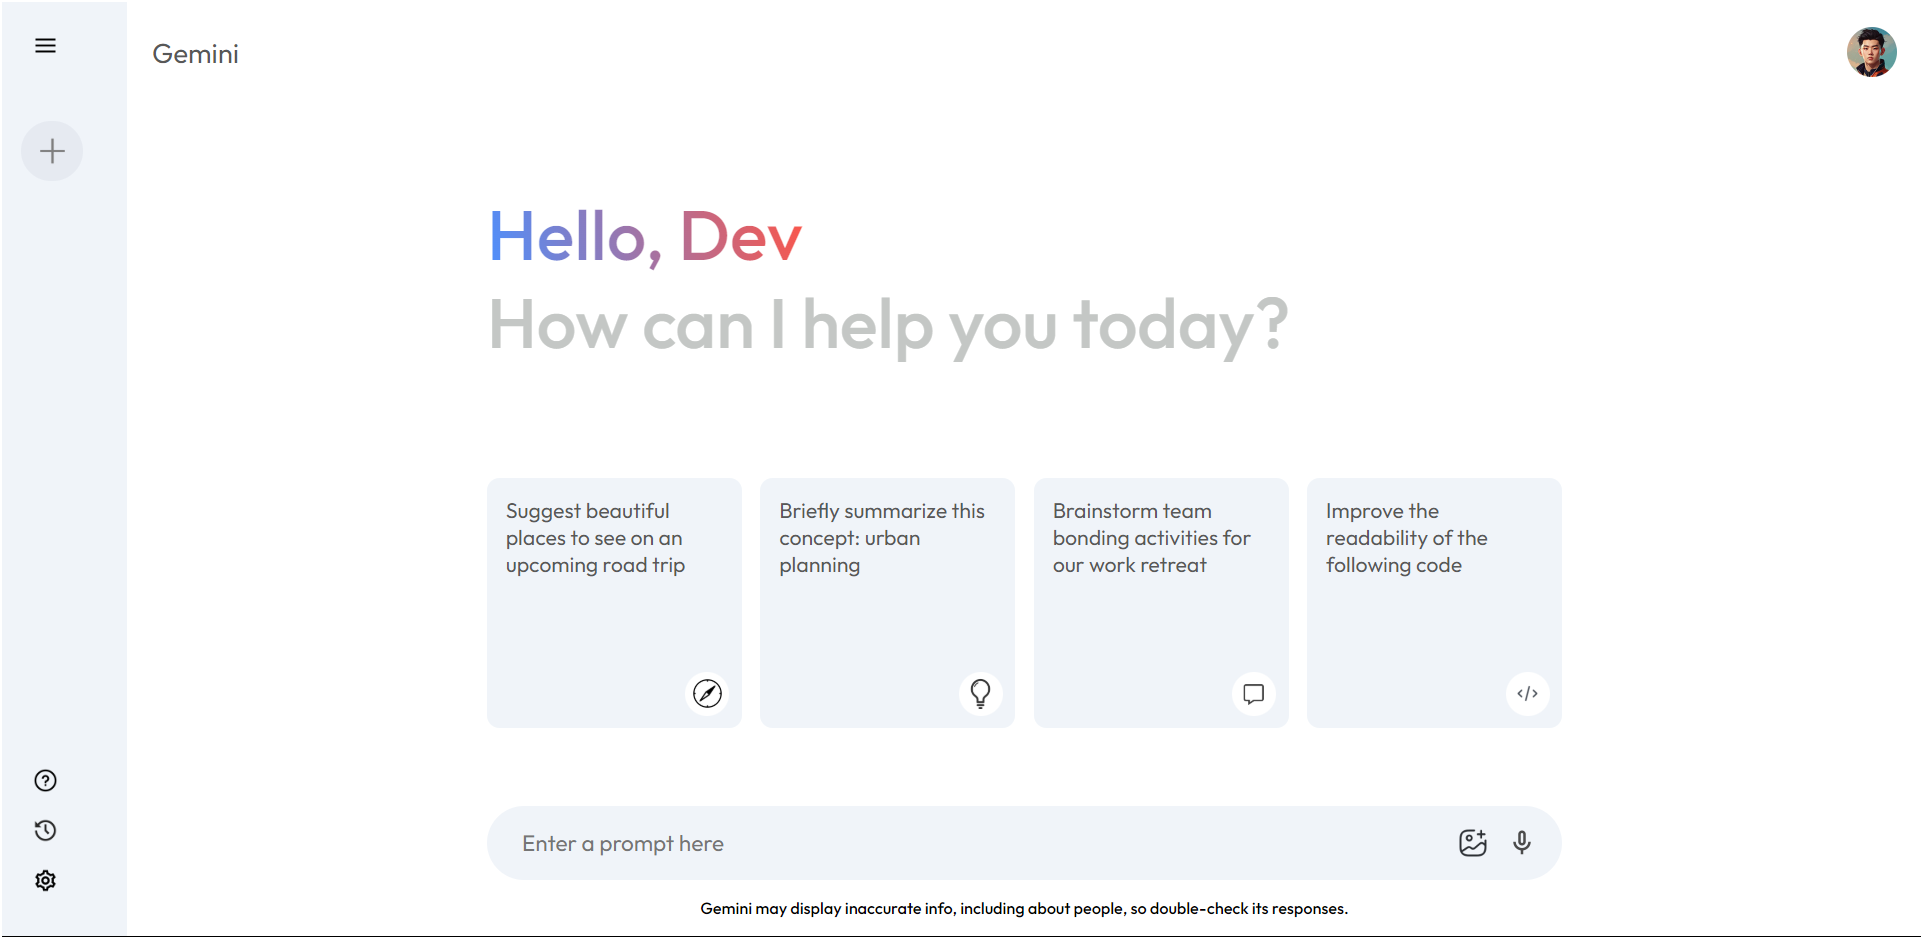 Gemini
Hello, Dev
How can I help you today?
Suggest beautiful
places to see on an
upcoming road trip
Briefly summarize this
concept: urban
planning
Brainstorm team
bonding activities for
our work retreat
Improve the
readability of the
following code
Enter a prompt here
Gemini may display inaccurate info, including about people, so double-check its responses.